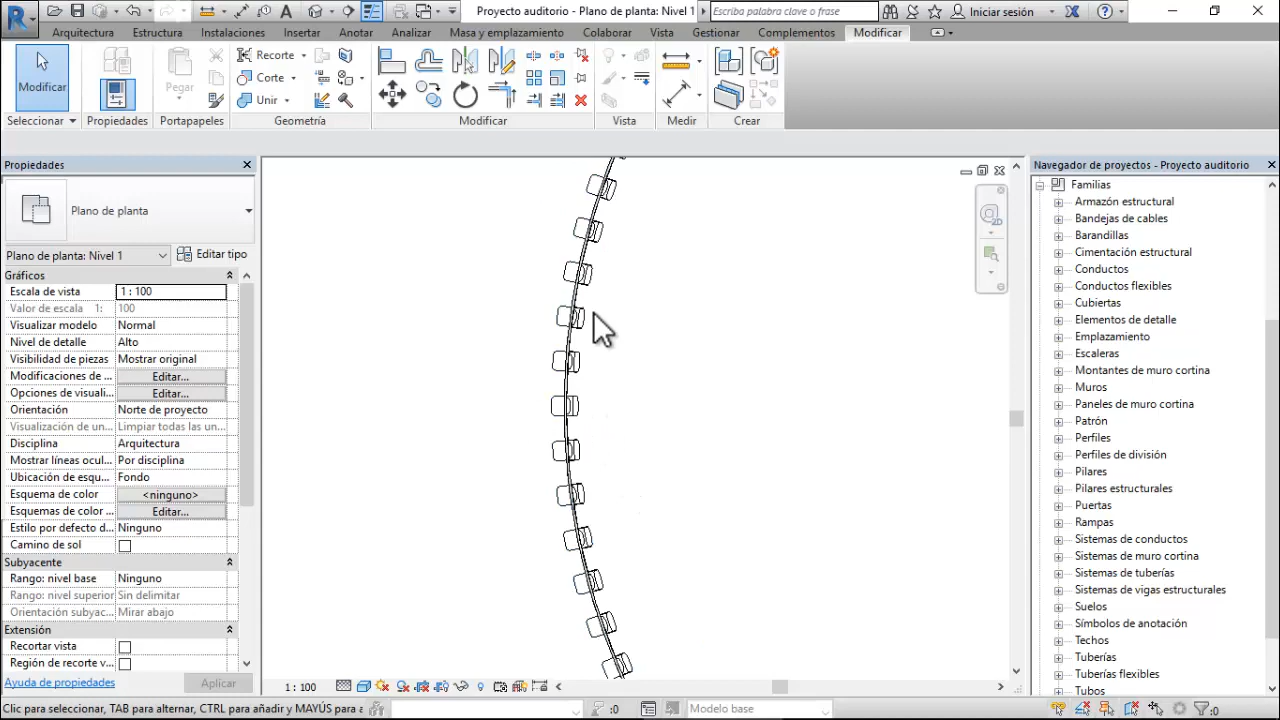 Proyecto auditorio - Plano de planta: Nivel 1
Escriba palabra clave o frase
Iniciar sesión
Arquitectura
Estructura
Instalaciones
Insertar
Anotar
Analizar
Masa y emplazamiento
Colaborar
Vista
Gestionar
Complementos
Modificar
Modificar
Pegar
Recorte
Corte
Unir
Seleccionar
Propiedades
Portapapeles
Geometría
Modificar
Vista
Medir
Crear
Propiedades
Plano de planta
Plano de planta: Nivel 1
Editar tipo
Gráficos
Escala de vista 1 : 100
Valor de escala 1: 100
Visualizar modelo Normal
Nivel de detalle Alto
Visibilidad de piezas Mostrar original
Modificaciones de ... Editar...
Opciones de visuali... Editar...
Orientación Norte de proyecto
Visualización de un... Limpiar todas las un...
Disciplina Arquitectura
Mostrar líneas ocul... Por disciplina
Ubicación de esqu... Fondo
Esquema de color <ninguno>
Esquemas de color ... Editar...
Estilo por defecto d... Ninguno
Camino de sol
Subyacente
Rango: nivel base Ninguno
Rango: nivel superior Sin delimitar
Orientación subyac... Mirar abajo
Extensión
Recortar vista
Región de recorte v...
Ayuda de propiedades
Aplicar
2D
1 : 100
Navegador de proyectos - Proyecto auditorio
Familias
Armazón estructural
Bandejas de cables
Barandillas
Cimentación estructural
Conductos
Conductos flexibles
Cubiertas
Elementos de detalle
Emplazamiento
Escaleras
Montantes de muro cortina
Muros
Paneles de muro cortina
Patrón
Perfiles
Perfiles de división
Pilares
Pilares estructurales
Puertas
Rampas
Sistemas de conductos
Sistemas de muro cortina
Sistemas de tuberías
Sistemas de vigas estructurales
Suelos
Símbolos de anotación
Techos
Tuberías
Tuberías flexibles
Tubos
Clic para seleccionar, TAB para alternar, CTRL para añadir y MAYÚS para a
:0
Modelo base
:0